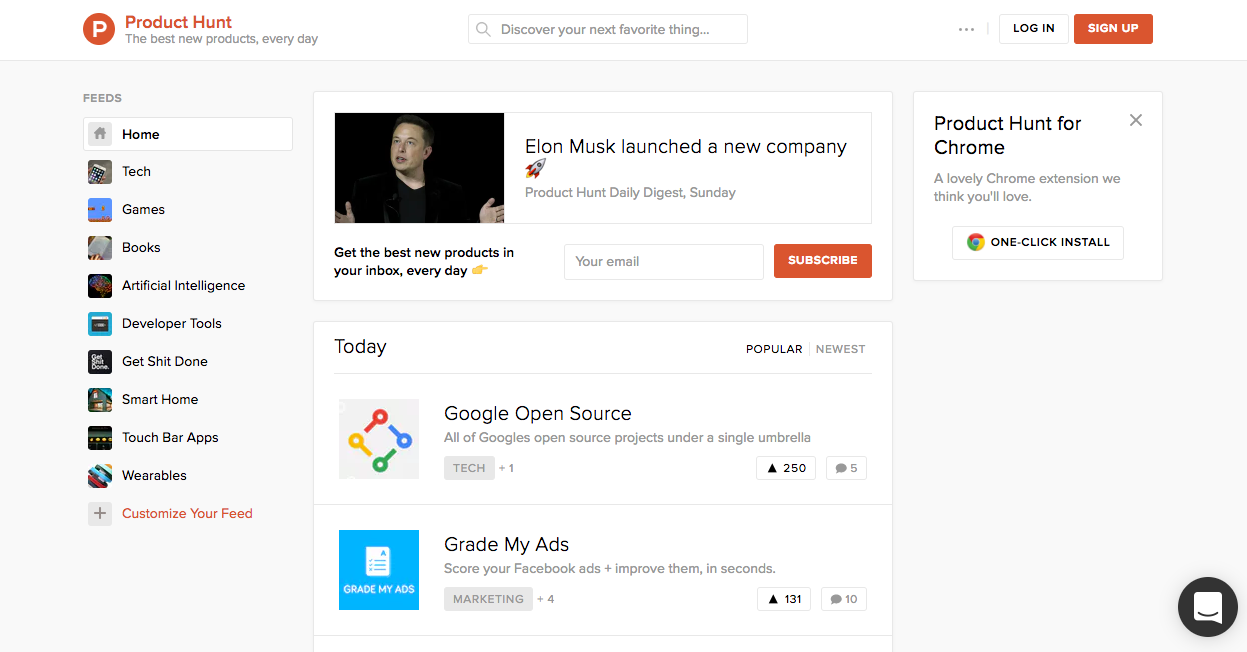 P
Product Hunt
The best new products, every day
Discover your next favorite thing...
LOG IN
SIGN UP
FEEDS
Home
Tech
Games
Books
Artificial Intelligence
Developer Tools
Get Shit Done.
Get Shit Done
Smart Home
Touch Bar Apps
Wearables
Customize Your Feed
Elon Musk launched a new company
Product Hunt Daily Digest, Sunday
Get the best new products in
your inbox, every day
Your email
SUBSCRIBE
Product Hunt for
Chrome
A lovely Chrome extension we
think you'll love.
ONE-CLICK INSTALL
Today
POPULAR
NEWEST
Google Open Source
All of Googles open source projects under a single umbrella
TECH + 1
250
5
A
GRADE MY ADS
Grade My Ads
Score your Facebook ads + improve them, in seconds.
MARKETING + 4
131
10